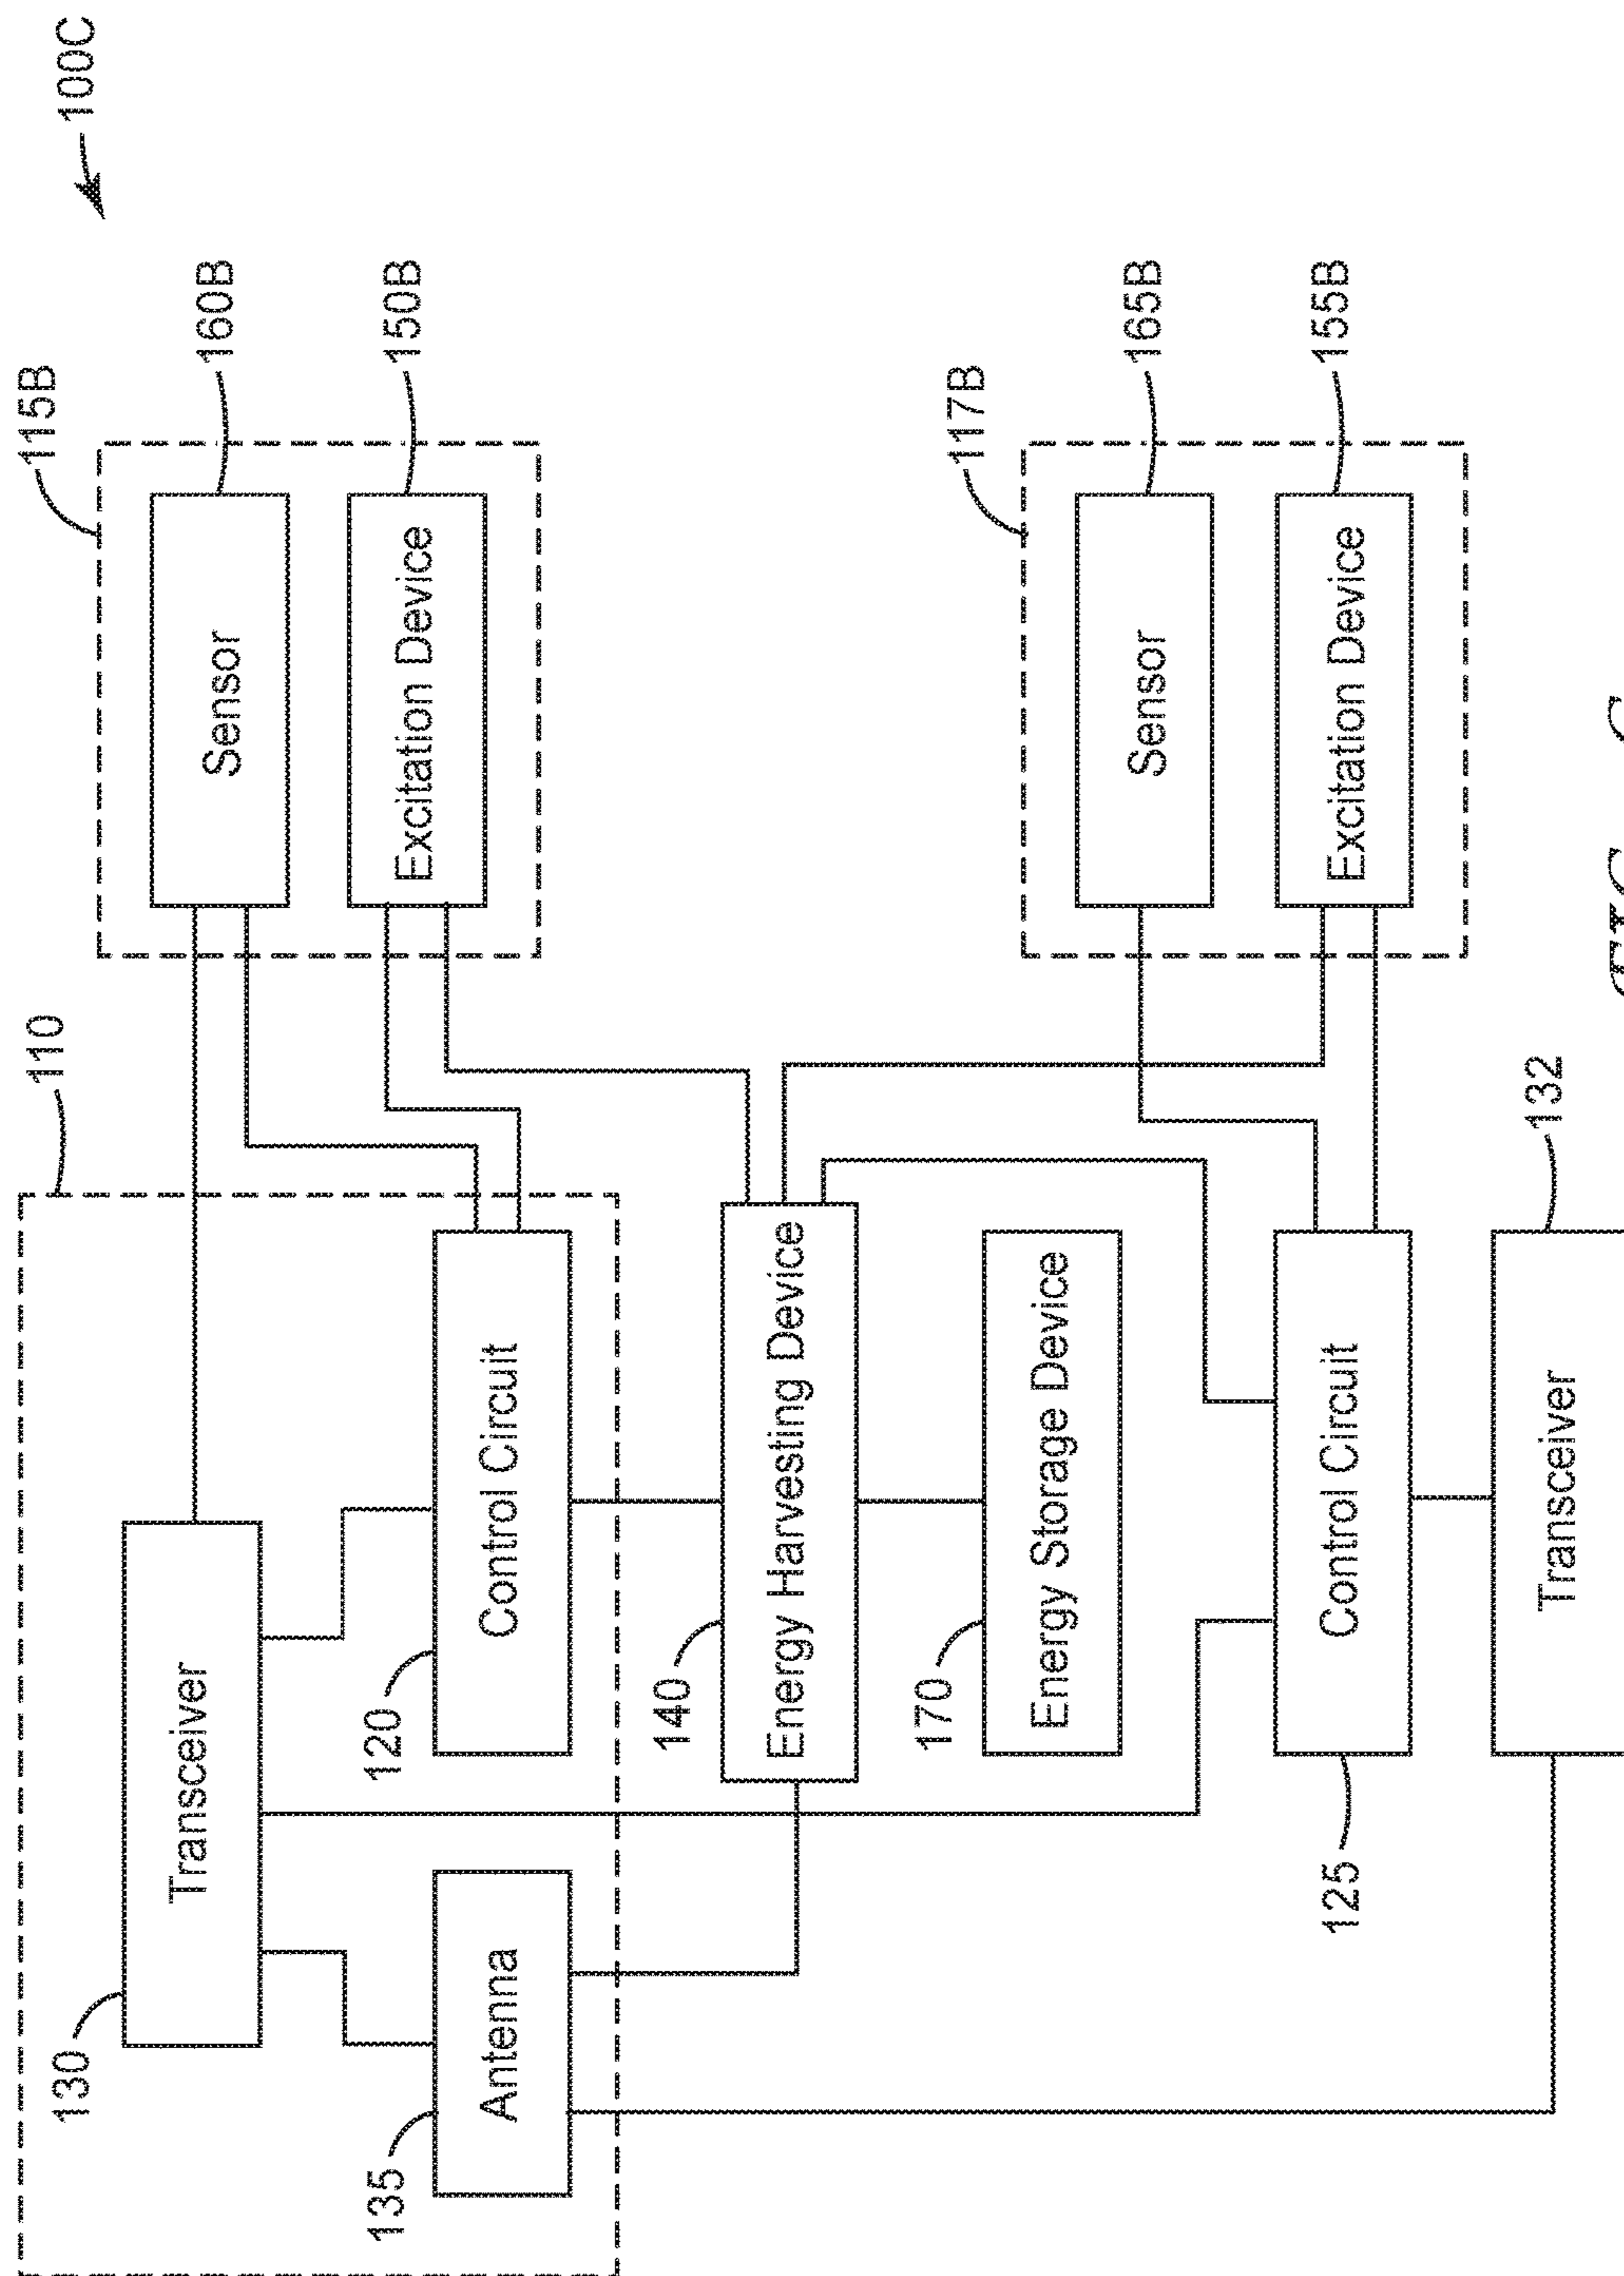 100C
115B
160B
Sensor
150B
Excitation Device
110
130
Transceiver
120
Control Circuit
135
Antenna
140
Energy Harvesting Device
170
Energy Storage Device
117B
165B
Sensor
155B
Excitation Device
125
Control Circuit
132
Transceiver